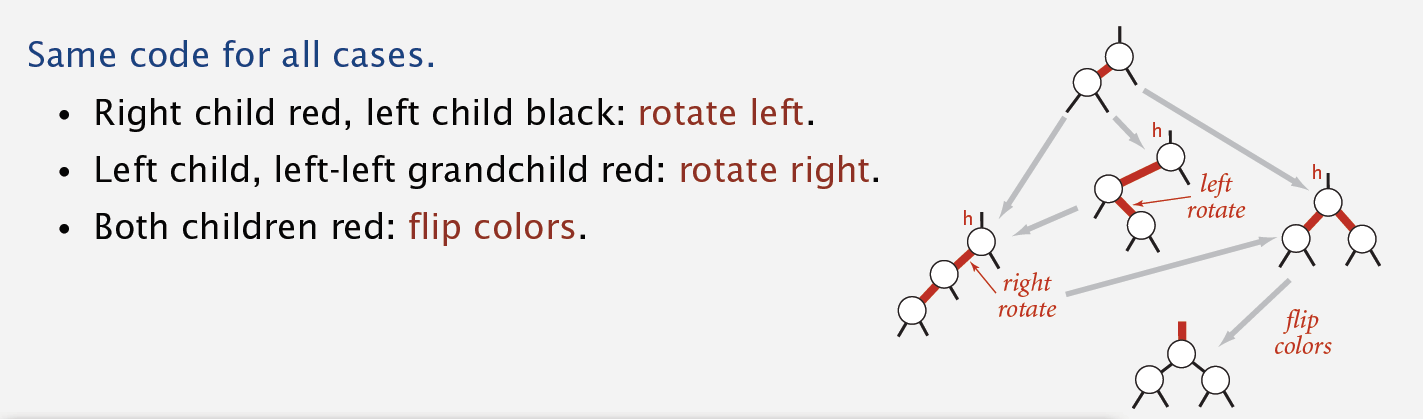 Same code for all cases.
• Right child red, left child black: rotate left.
• Left child, left-left grandchild red: rotate right.
• Both children red: flip colors.
h
left
rotate
h
h
right
rotate
flip
colors